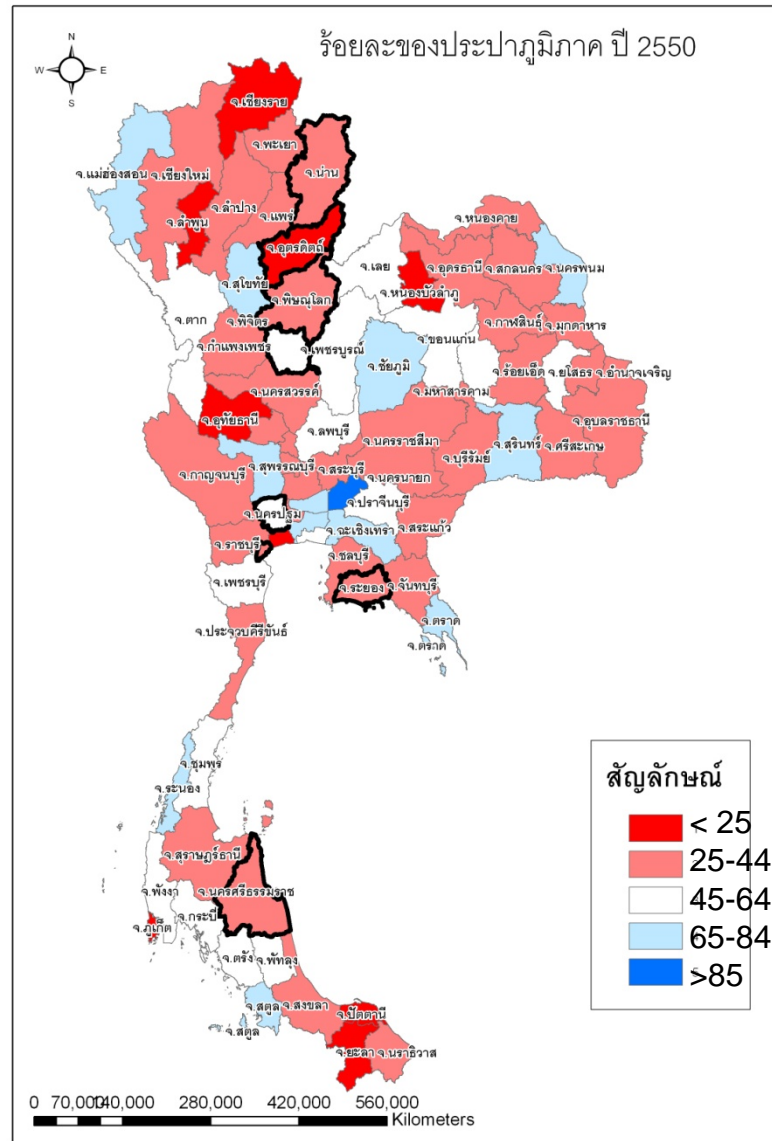 ร้อยละของประปาภูมิภาค ปี 2550
N
W E
S
จ.เชียงราย
จ.พะเยา
จ.น่าน
จ.แม่ฮ่องสอน
จ.เชียงใหม่
จ.ลำปาง
จ.ลำพูน
จ.แพร่
จ.อุตรดิตถ์
จ.สุโขทัย
จ.พิษณุโลก
จ.ตาก
จ.พิจิตร
จ.กำแพงเพชร
จ.เพชรบูรณ์
จ.เลย
จ.หนองคาย
จ.อุดรธานี
จ.สกลนคร
จ.นครพนม
จ.หนองบัวลำภู
จ.กาฬสินธุ์
จ.มุกดาหาร
จ.ขอนแก่น
จ.ชัยภูมิ
จ.มหาสารคาม
จ.ร้อยเอ็ด
จ.ยโสธร
จ.อำนาจเจริญ
จ.อุบลราชธานี
จ.นครสวรรค์
จ.อุทัยธานี
จ.ลพบุรี
จ.นครราชสีมา
จ.บุรีรัมย์
จ.สุรินทร์
จ.ศรีสะเกษ
จ.กาญจนบุรี
จ.สุพรรณบุรี
จ.สระบุรี
จ.นครนายก
จ.ปราจีนบุรี
จ.นครปฐม
จ.ฉะเชิงเทรา
จ.สระแก้ว
จ.ราชบุรี
จ.ชลบุรี
จ.เพชรบุรี
จ.ระยอง
จ.จันทบุรี
จ.ตราด
จ.ตราด
จ.ประจวบคีรีขันธ์
จ.ชุมพร
จ.ระนอง
จ.สุราษฎร์ธานี
จ.พังงา
จ.นครศรีธรรมราช
จ.กระบี่
จ.ภูเก็ต
จ.ตรัง
จ.พัทลุง
จ.สตูล
จ.สตูล
จ.สงขลา
จ.ปัตตานี
จ.ยะลา
จ.นราธิวาส
สัญลักษณ์
< 25
25-44
45-64
65-84
>85
0 70,000 140,000 280,000 420,000 560,000
Kilometers